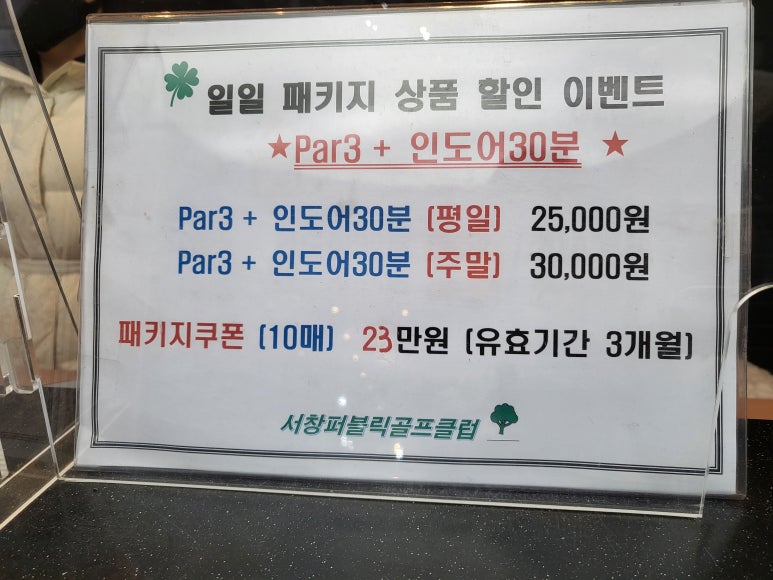 일일 패키지 상품 할인 이벤트
★Par3 + 인도어30분 ★
Par3 + 인도어30분 (평일) 25,000원
Par3 + 인도어30분 (주말) 30,000원
패키지쿠폰 (10매) 23만원 (유효기간 3개월)
서창퍼블릭골프클럽